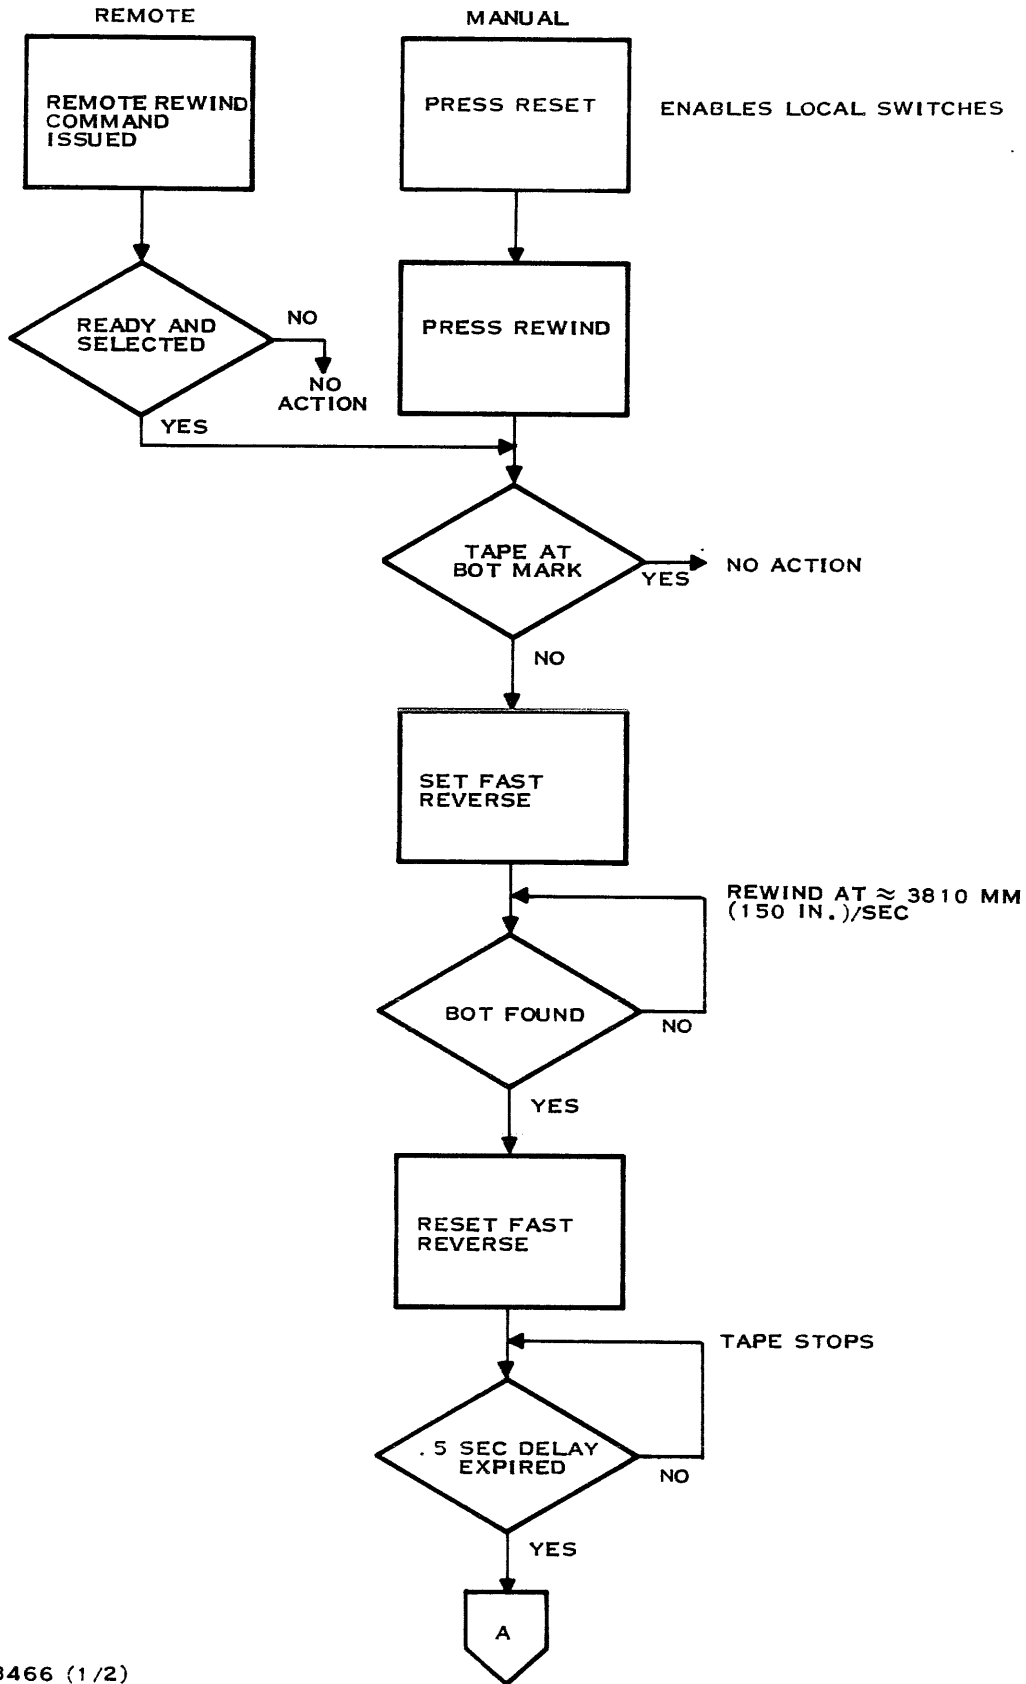 REMOTE
MANUAL
REMOTE REWIND
COMMAND
ISSUED
PRESS RESET
ENABLES LOCAL SWITCHES
READY AND
SELECTED
NO
NO
ACTION
YES
PRESS REWIND
TAPE AT
BOT MARK
YES
NO ACTION
NO
SET FAST
REVERSE
REWIND AT ≈ 3810 MM
(150 IN.)/SEC
BOT FOUND
NO
YES
RESET FAST
REVERSE
TAPE STOPS
.5 SEC DELAY
EXPIRED
NO
YES
A
(1/2)